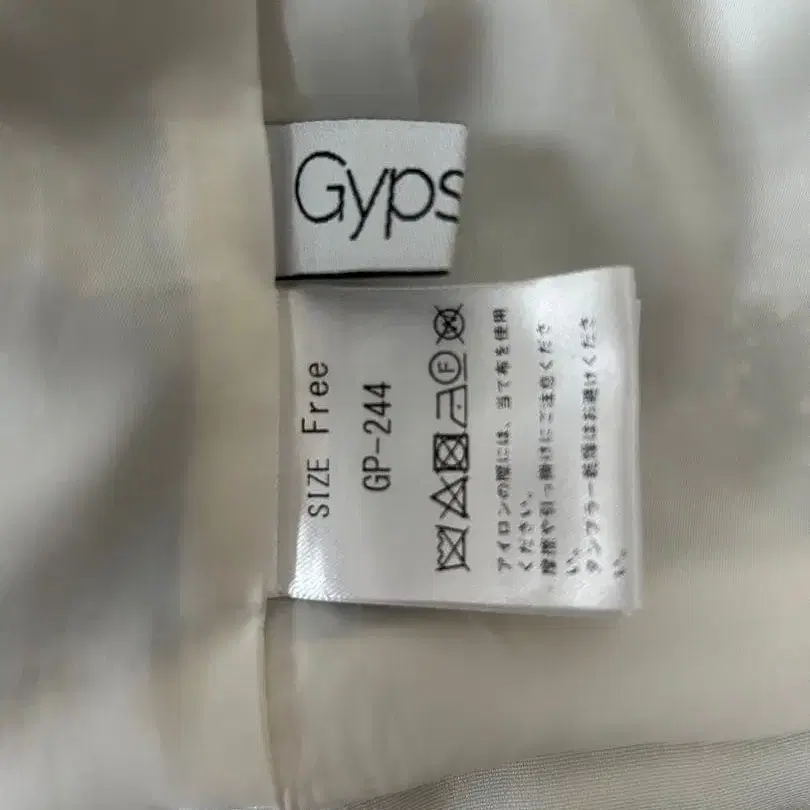 Gyps
SIZE Free
GP-244
アイロンの際には、当て布を使用
ください。
摩擦や引っ掛けにご注意くださ
い。
タンブラー乾燥はお避けくださ
い。